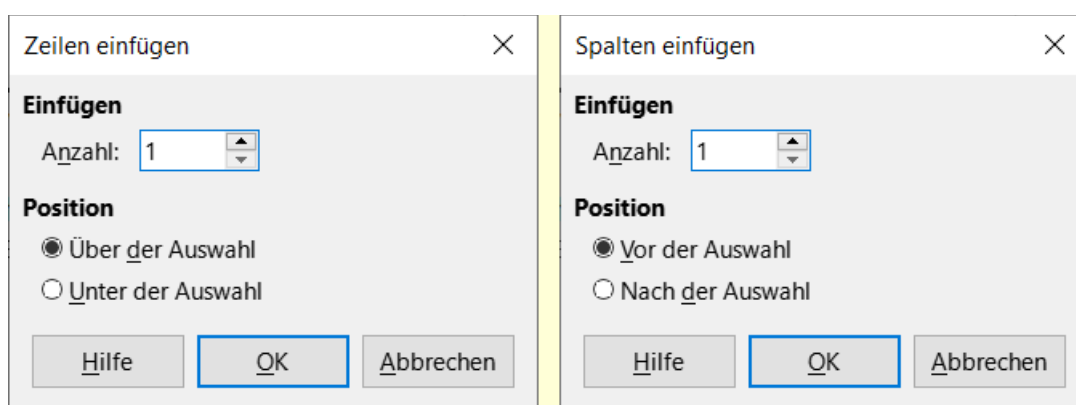 Zeilen einfügen
Einfügen
Anzahl: 1
Position
Über der Auswahl
Unter der Auswahl
Hilfe OK Abbrechen
Spalten einfügen
Einfügen
Anzahl: 1
Position
Vor der Auswahl
Nach der Auswahl
Hilfe OK Abbrechen